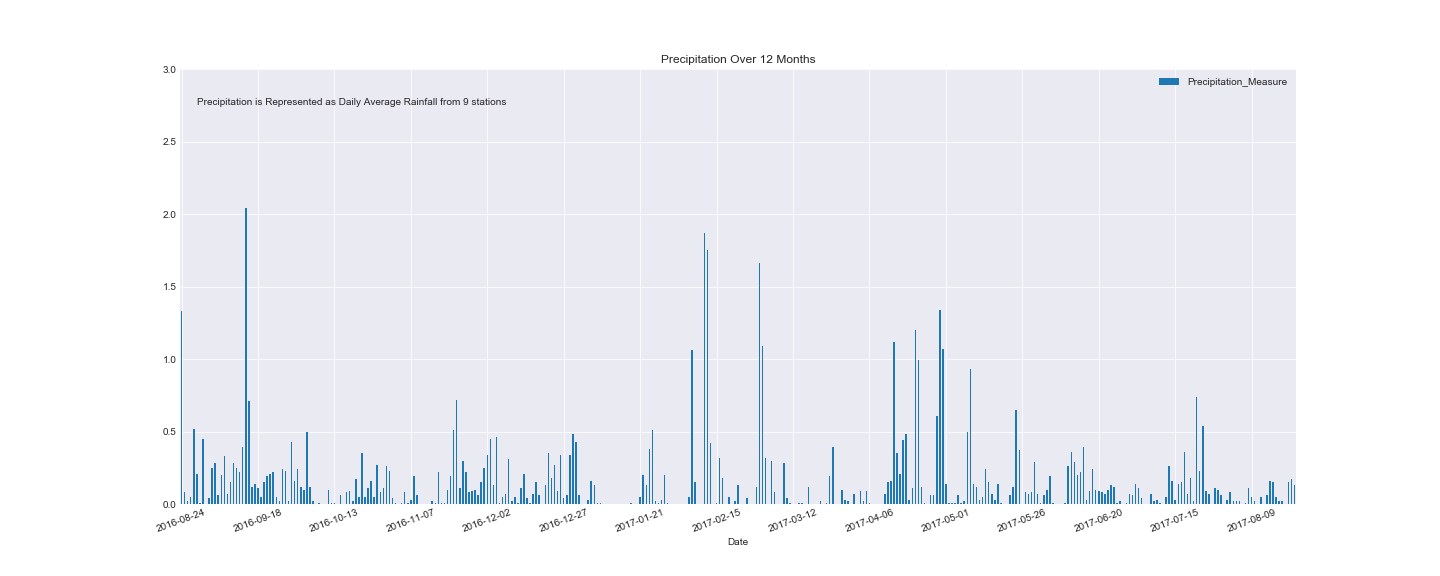 Precipitation Over 12 Months
3.0
Precipitation_Measure
Precipitation is Represented as Daily Average Rainfall from 9 stations
2.5
2.0
1.5
1.0
0.5
0.0
2016-08-24 2016-09-18 2016-10-13 2016-11-07 2016-12-02 2016-12-27 2017-01-21 2017-02-15 2017-03-12 2017-04-06 2017-05-01 2017-05-26 2017-06-20 2017-07-15 2017-08-09
Date